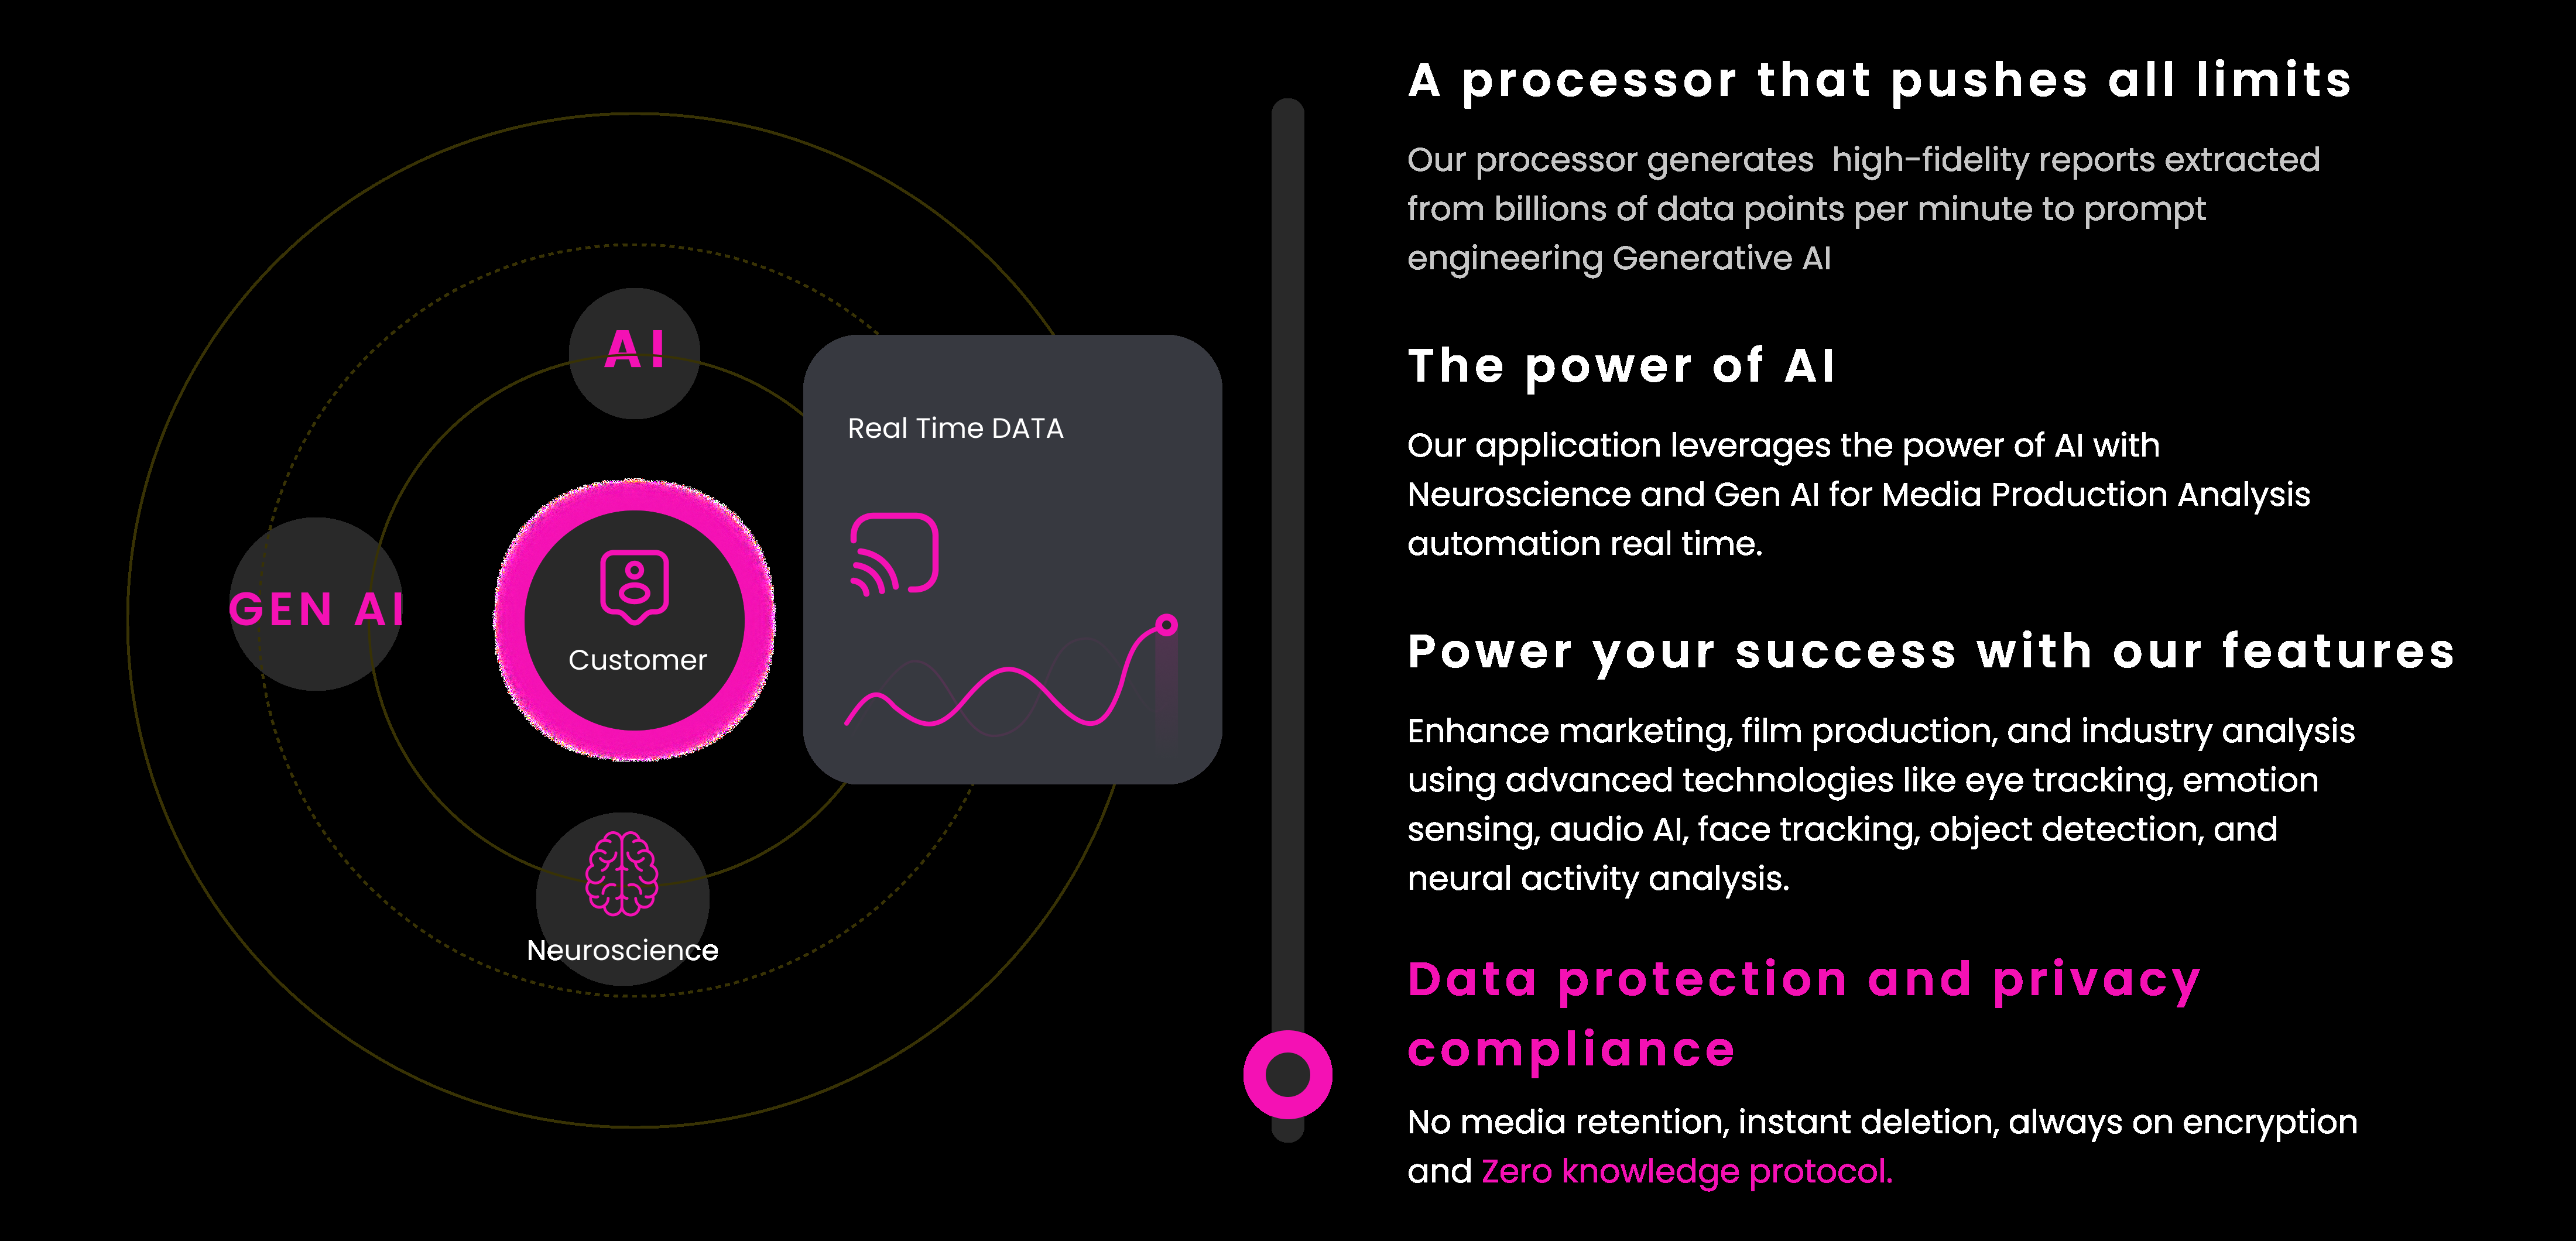 AI
GEN AI
Customer
Neuroscience
Real Time DATA
A processor that pushes all limits
Our processor generates  high-fidelity reports extracted
from billions of data points per minute to prompt
engineering Generative AI
The power of AI
Our application leverages the power of AI with
Neuroscience and Gen AI for Media Production Analysis
automation real time.
Power your success with our features
Enhance marketing, film production, and industry analysis
using advanced technologies like eye tracking, emotion
sensing, audio AI, face tracking, object detection, and
neural activity analysis.
Data protection and privacy
compliance
No media retention, instant deletion, always on encryption
and Zero knowledge protocol.